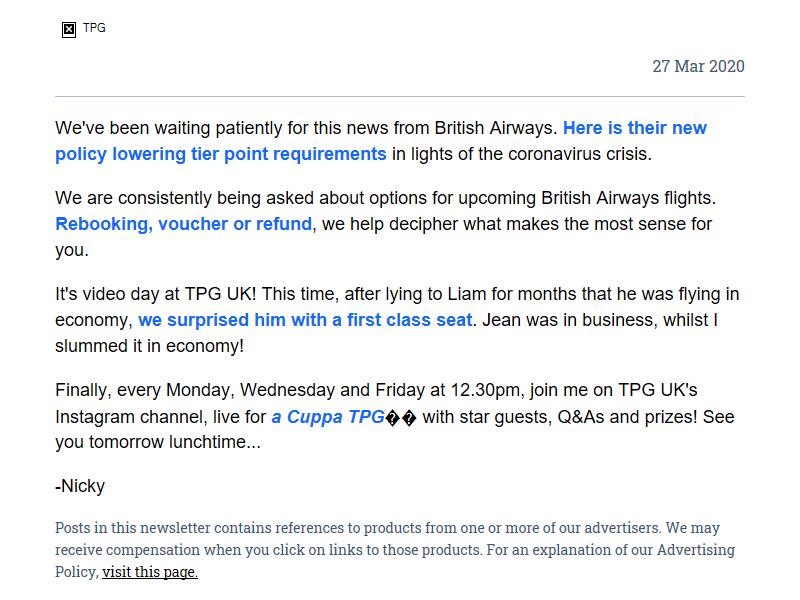 TPG
27 Mar 2020
We've been waiting patiently for this news from British Airways. Here is their new
policy lowering tier point requirements in lights of the coronavirus crisis.
We are consistently being asked about options for upcoming British Airways flights.
Rebooking, voucher or refund, we help decipher what makes the most sense for
you.
It's video day at TPG UK! This time, after lying to Liam for months that he was flying in
economy, we surprised him with a first class seat. Jean was in business, whilst I
slummed it in economy!
Finally, every Monday, Wednesday and Friday at 12.30pm, join me on TPG UK's
Instagram channel, live for a Cuppa TPG�� with star guests, Q&As and prizes! See
you tomorrow lunchtime...
-Nicky
Posts in this newsletter contains references to products from one or more of our advertisers. We may
receive compensation when you click on links to those products. For an explanation of our Advertising
Policy, visit this page.